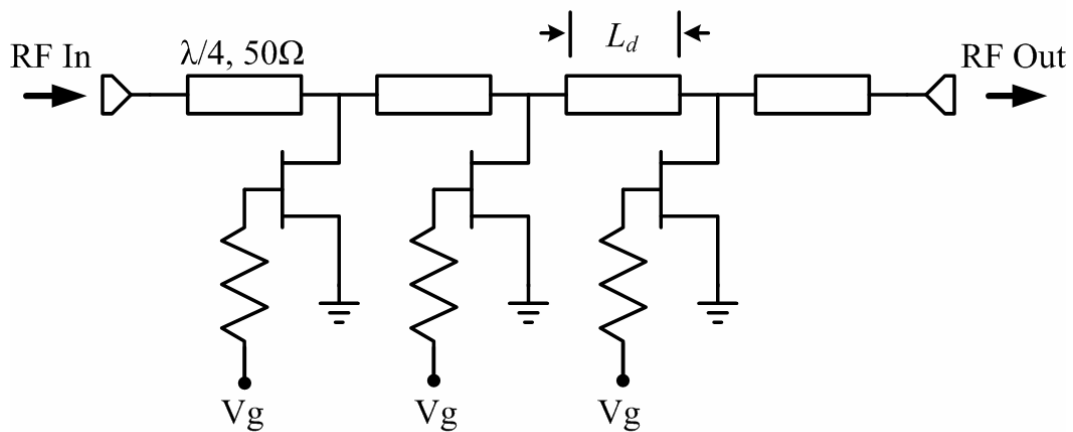 RF In
λ/4, 50Ω
L_d
RF Out
Vg
Vg
Vg